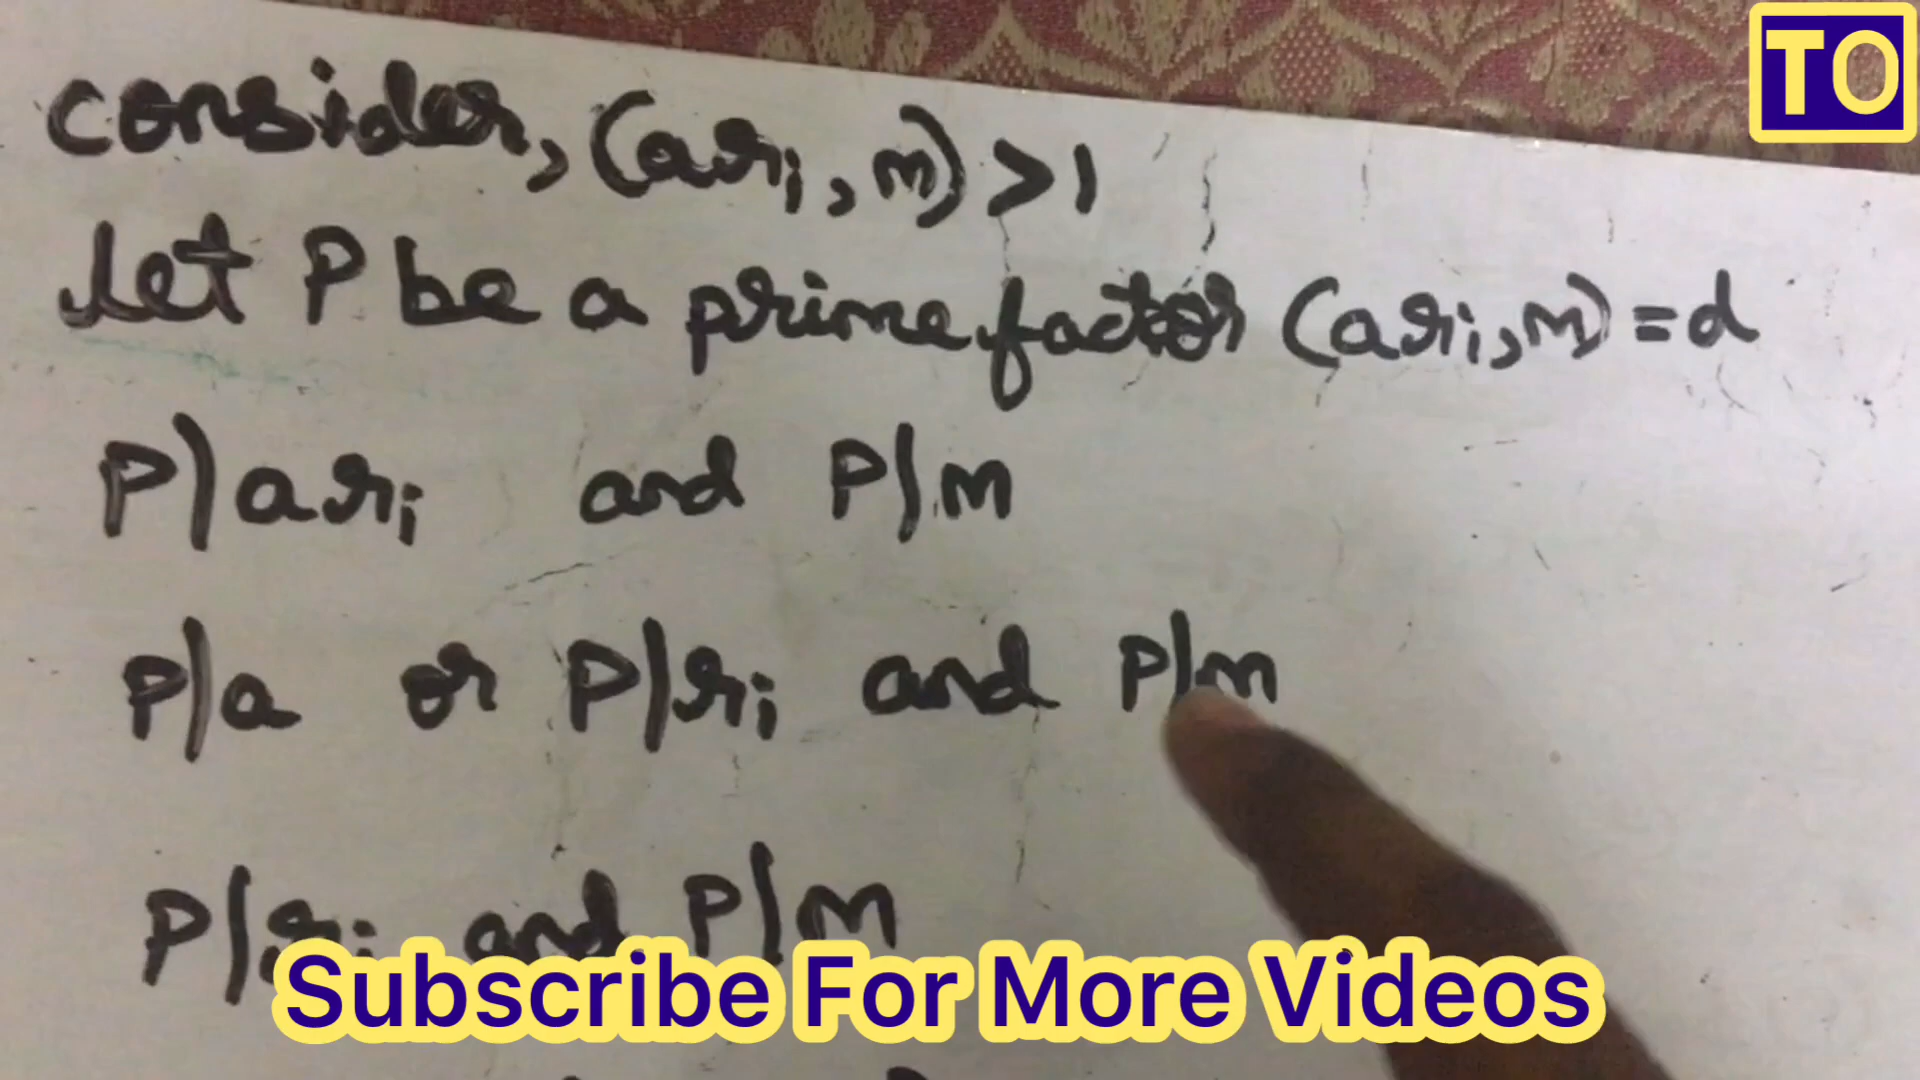 TO
consider, (ari, m) > 1
Let P be a prime factor (ari, m) = d
P|ari and P|m
P|a or P|ri and P|m
P|ri and P|m
Subscribe For More Videos